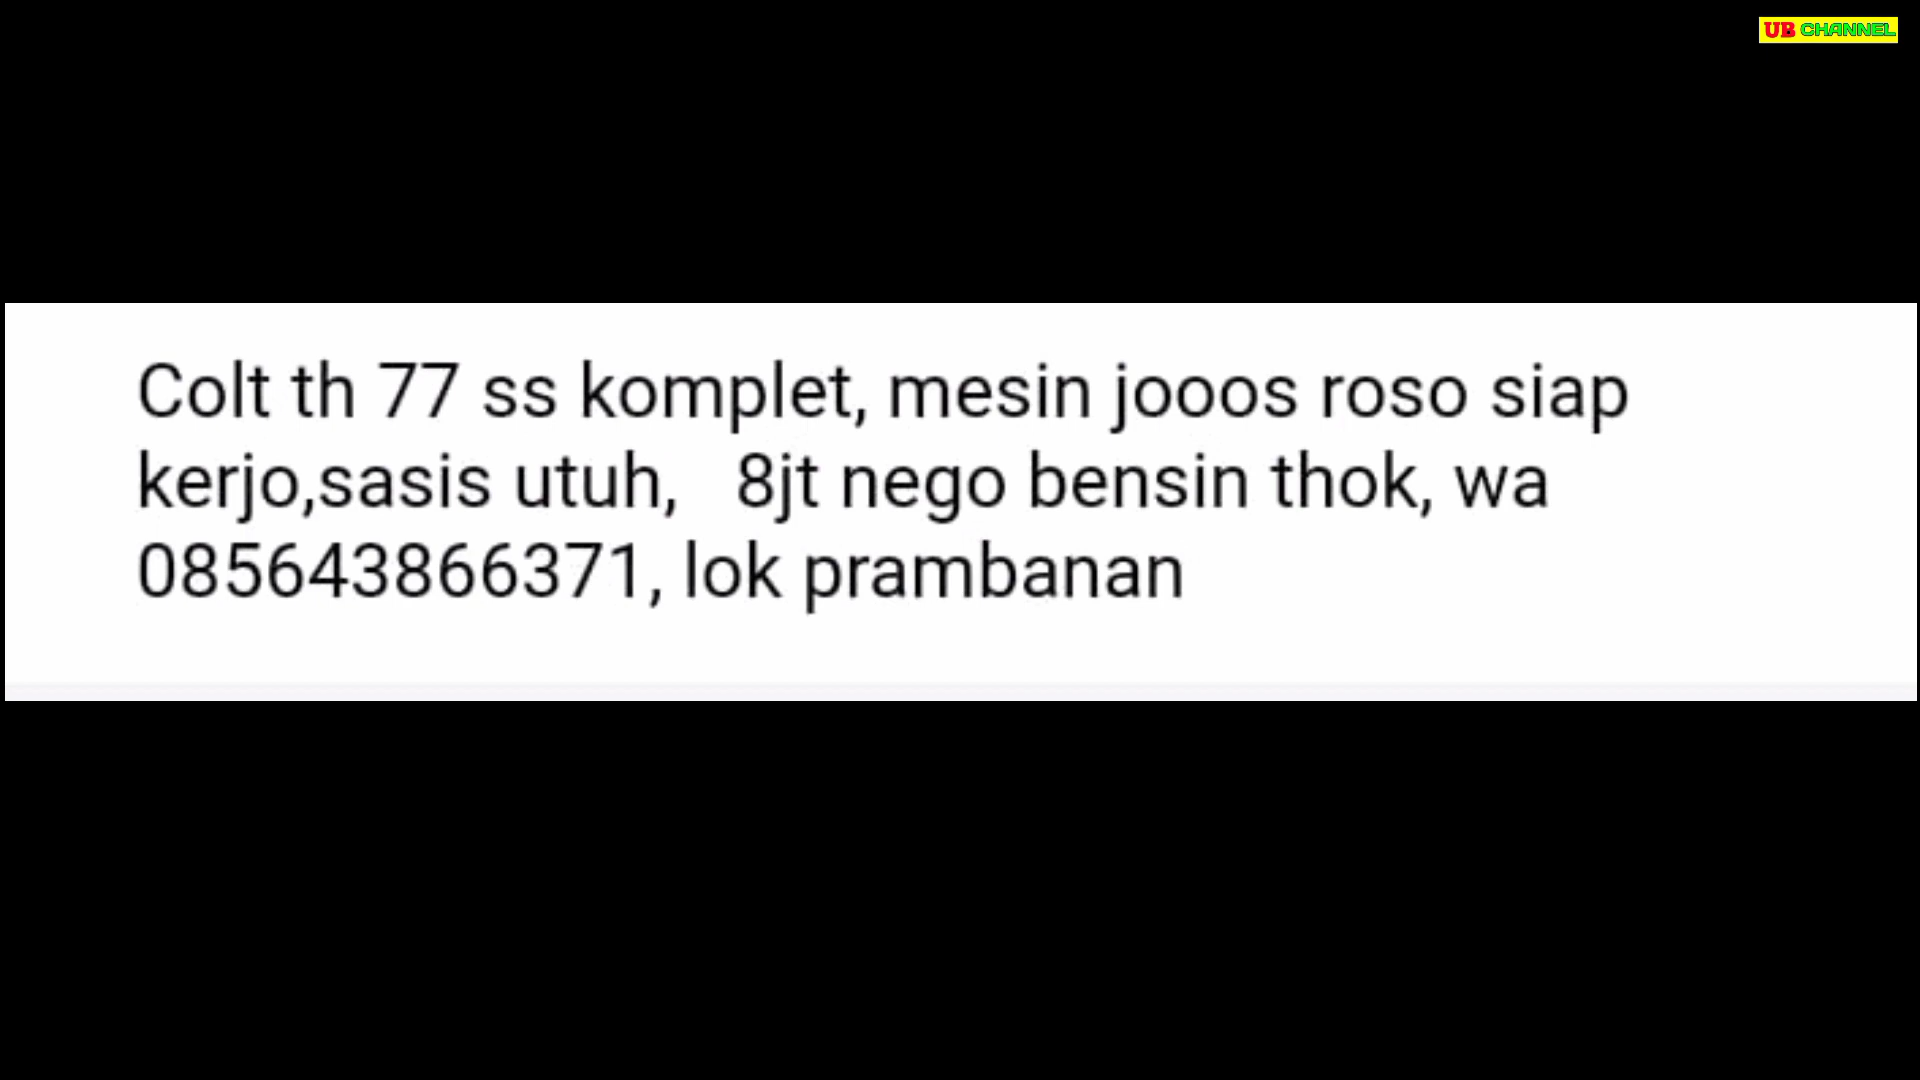 UB CHANNEL
Colt th 77 ss komplet, mesin jooos roso siap
kerjo,sasis utuh,   8jt nego bensin thok, wa
085643866371, lok prambanan